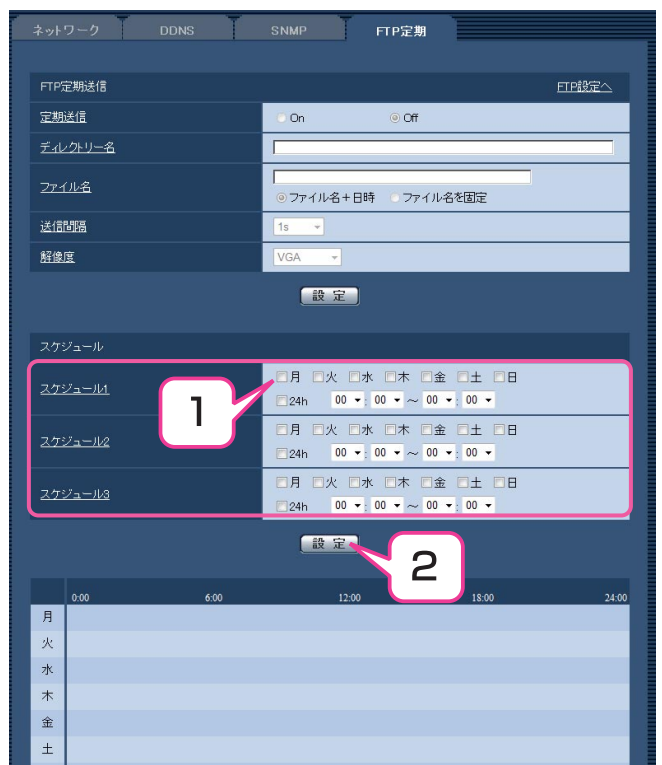 ネットワーク DDNS SNMP FTP定期
FTP定期送信 FTP設定へ
定期送信 On Off
ディレクトリー名
ファイル名
ファイル名+日時 ファイル名を固定
送信間隔 1s
解像度 VGA
設定
スケジュール
スケジュール1 月 火 水 木 金 土 日
24h 00 : 00 ～ 00 : 00
1
スケジュール2 月 火 水 木 金 土 日
24h 00 : 00 ～ 00 : 00
スケジュール3 月 火 水 木 金 土 日
24h 00 : 00 ～ 00 : 00
設定
2
0:00 6:00 12:00 18:00 24:00
月
火
水
木
金
土